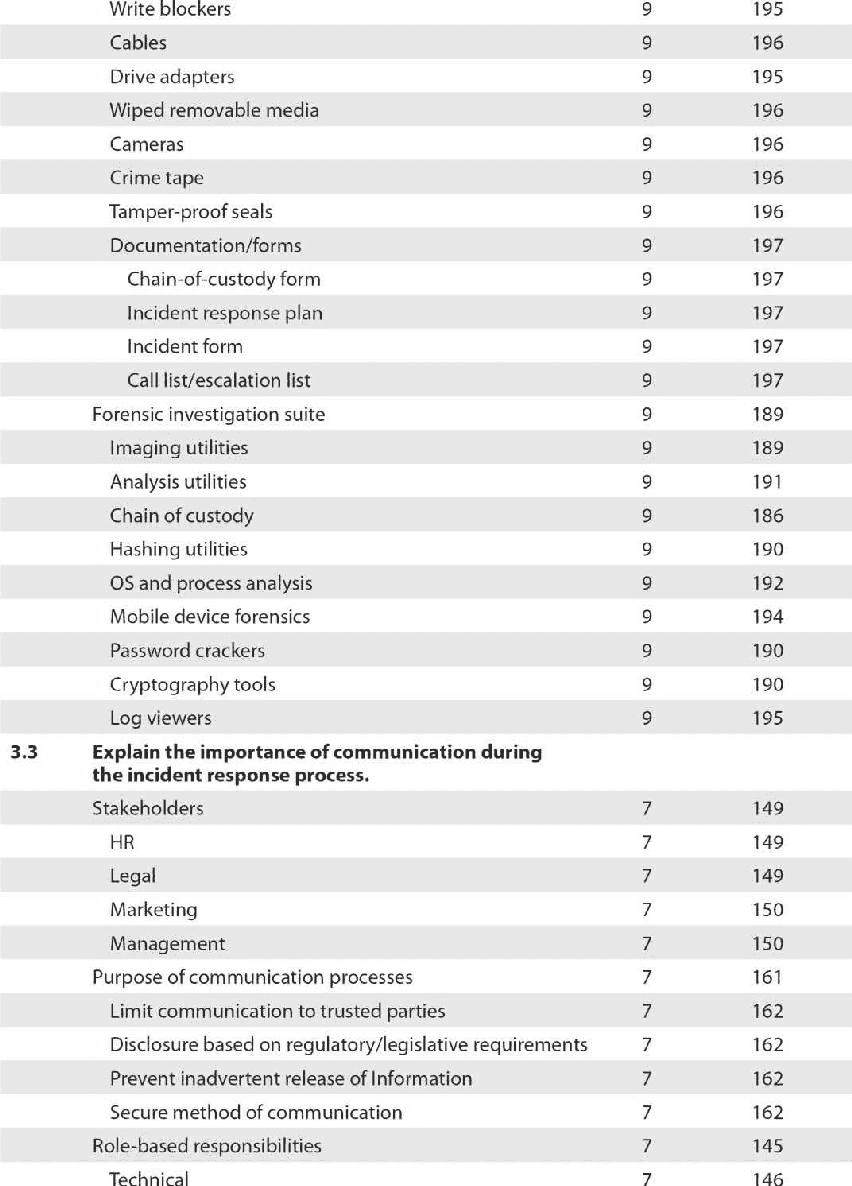 Write blockers 9 195
Cables 9 196
Drive adapters 9 195
Wiped removable media 9 196
Cameras 9 196
Crime tape 9 196
Tamper-proof seals 9 196
Documentation/forms 9 197
Chain-of-custody form 9 197
Incident response plan 9 197
Incident form 9 197
Call list/escalation list 9 197
Forensic investigation suite 9 189
Imaging utilities 9 189
Analysis utilities 9 191
Chain of custody 9 186
Hashing utilities 9 190
OS and process analysis 9 192
Mobile device forensics 9 194
Password crackers 9 190
Cryptography tools 9 190
Log viewers 9 195
3.3 Explain the importance of communication during
the incident response process.
Stakeholders 7 149
HR 7 149
Legal 7 149
Marketing 7 150
Management 7 150
Purpose of communication processes 7 161
Limit communication to trusted parties 7 162
Disclosure based on regulatory/legislative requirements 7 162
Prevent inadvertent release of Information 7 162
Secure method of communication 7 162
Role-based responsibilities 7 145
Technical 7 146